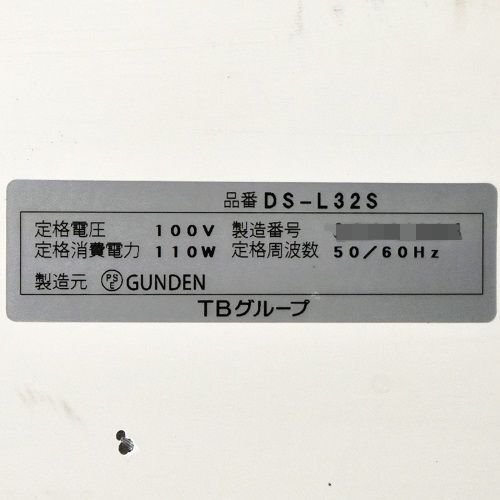 品番 DS-L32S
定格電圧 100V 製造番号
定格消費電力 110W 定格周波数 50/60Hz
製造元 PSE GUNDEN
TBグループ